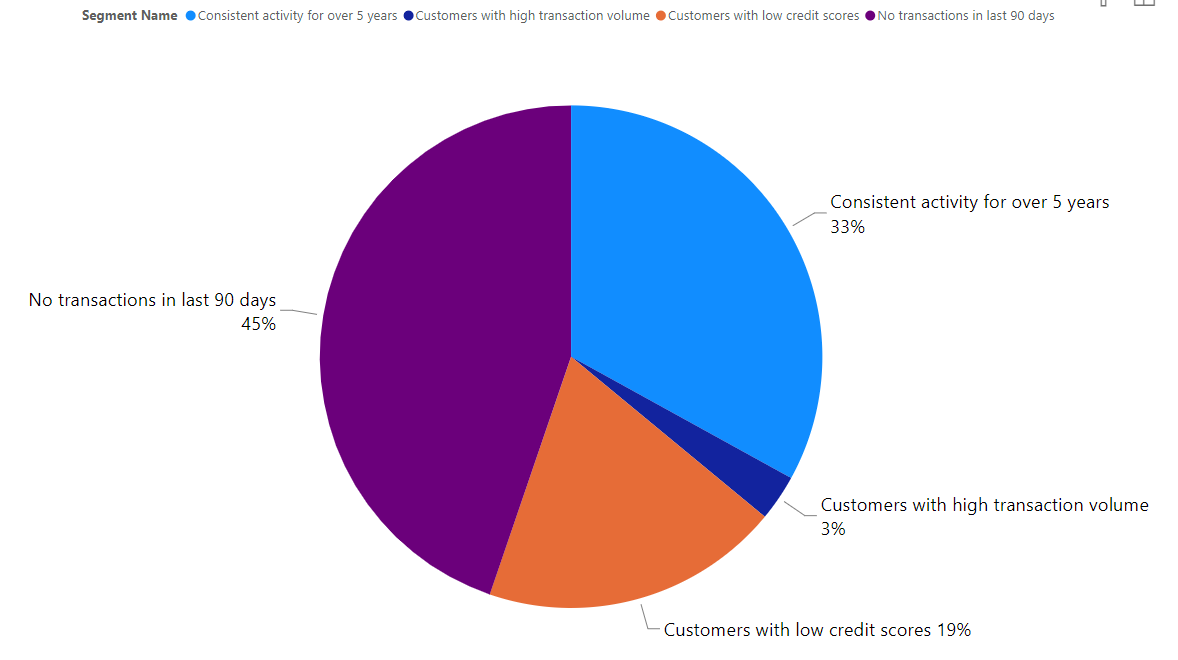 Segment Name Consistent activity for over 5 years Customers with high transaction volume Customers with low credit scores No transactions in last 90 days
Consistent activity for over 5 years
33%
No transactions in last 90 days
45%
Customers with high transaction volume
3%
Customers with low credit scores 19%